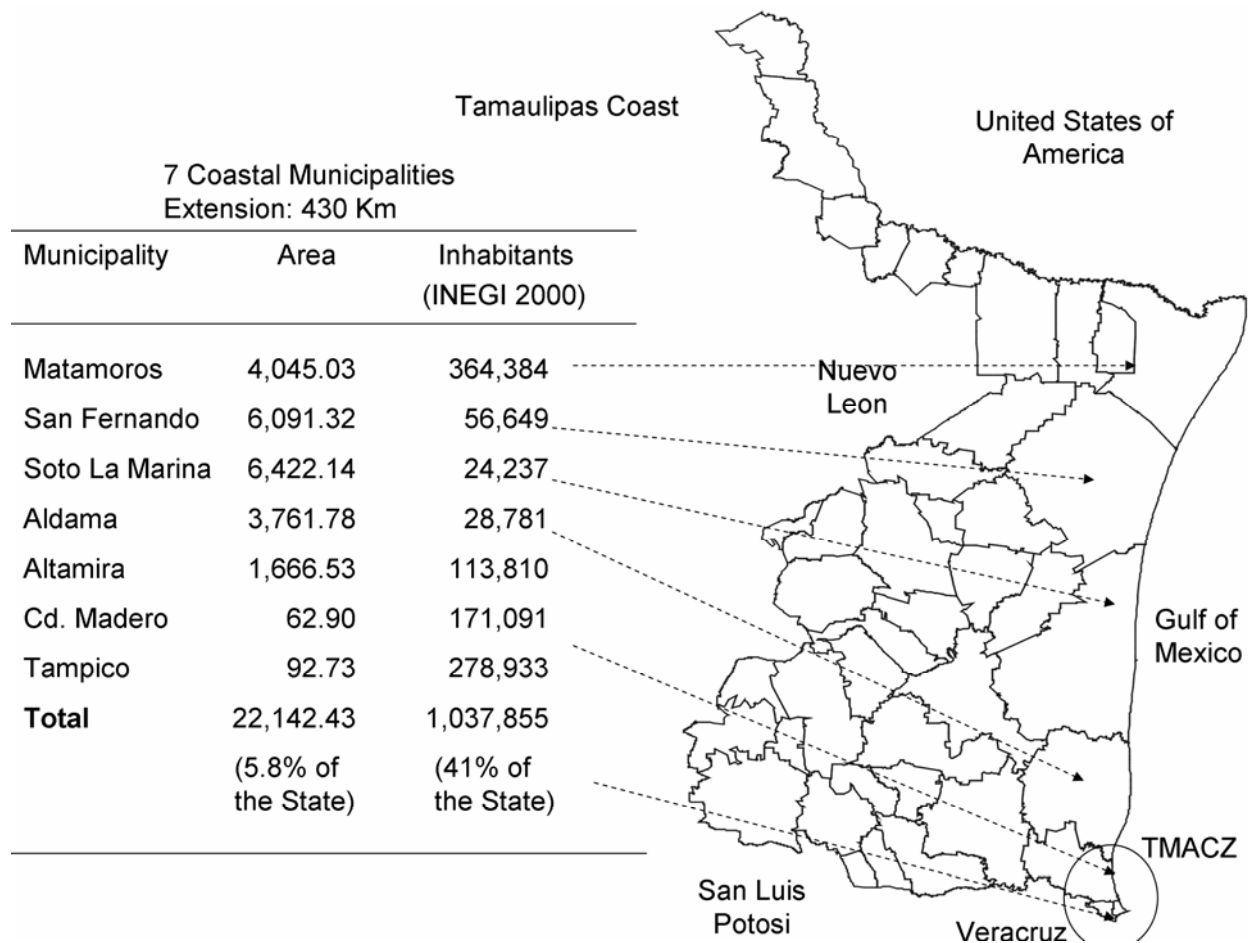 Tamaulipas Coast
United States of
America
7 Coastal Municipalities
Extension: 430 Km
Municipality Area Inhabitants
(INEGI 2000)
Matamoros 4,045.03 364,384
San Fernando 6,091.32 56,649
Soto La Marina 6,422.14 24,237
Aldama 3,761.78 28,781
Altamira 1,666.53 113,810
Cd. Madero 62.90 171,091
Tampico 92.73 278,933
Total 22,142.43 1,037,855
(5.8% of (41% of
the State) the State)
Nuevo
Leon
Gulf of
Mexico
TMACZ
San Luis
Potosi
Veracruz